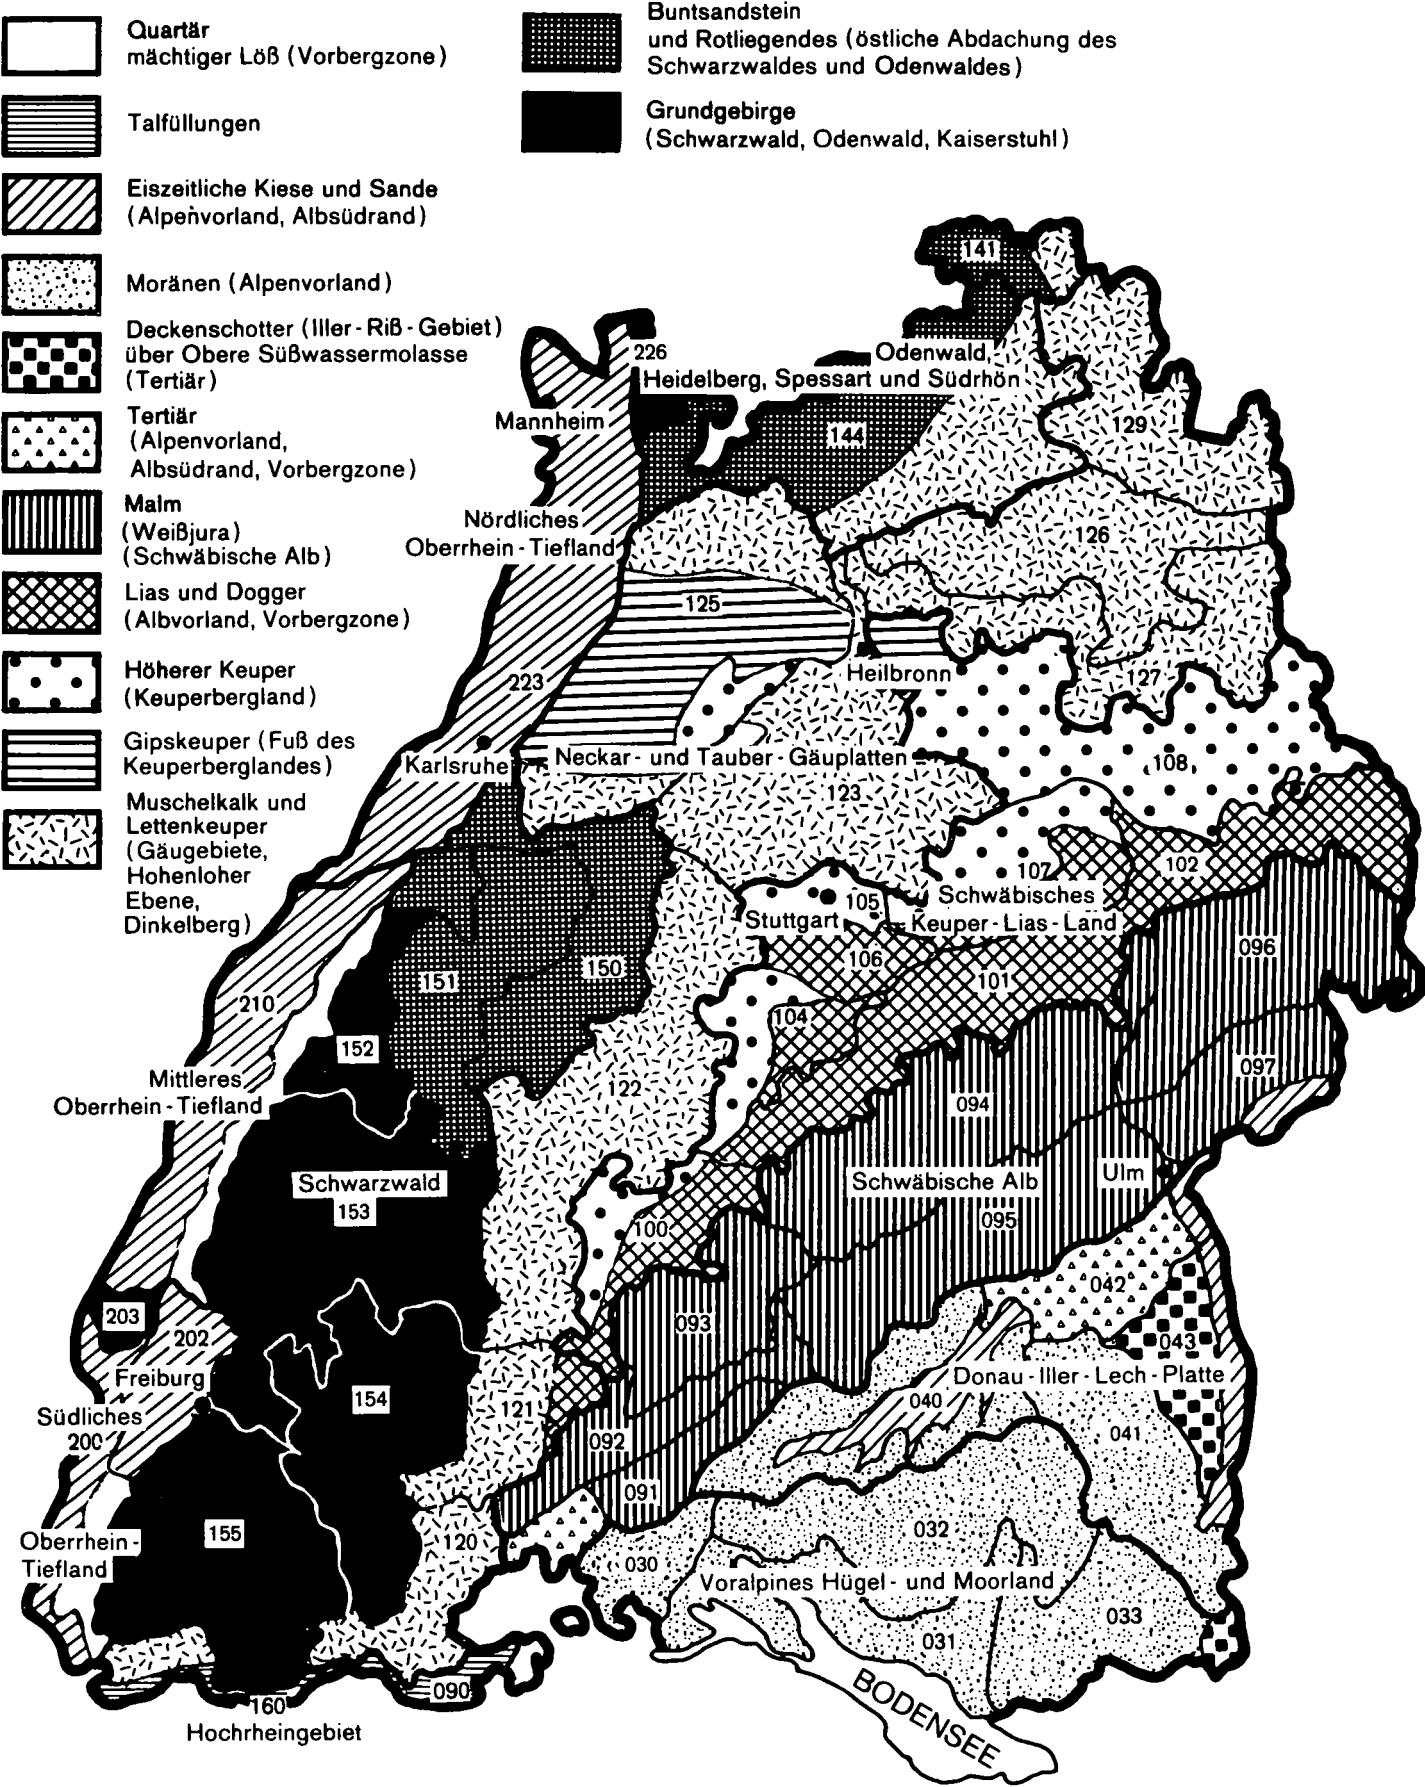 Quartär
mächtiger Löß (Vorbergzone)
Talfüllungen
Eiszeitliche Kiese und Sande
(Alpenvorland, Albsüdrand)
Moränen (Alpenvorland)
Deckenschotter (Iller-Riß-Gebiet)
über Obere Süßwassermolasse
(Tertiär)
Tertiär
(Alpenvorland,
Albsüdrand, Vorbergzone)
Malm
(Weißjura)
(Schwäbische Alb)
Lias und Dogger
(Albvorland, Vorbergzone)
Höherer Keuper
(Keuperbergland)
Gipskeuper (Fuß des
Keuperberglandes)
Muschelkalk und
Lettenkeuper
(Gäugebiete,
Hohenloher
Ebene,
Dinkelberg)
Buntsandstein
und Rotliegendes (östliche Abdachung des
Schwarzwaldes und Odenwaldes)
Grundgebirge
(Schwarzwald, Odenwald, Kaiserstuhl)
141
226
Odenwald,
Heidelberg, Spessart und Südrhön
Mannheim
144
129
Nördliches
Oberrhein-Tiefland
126
125
Heilbronn
127
223
Karlsruhe
Neckar- und Tauber-Gäuplatten
108
123
107
102
105
Schwäbisches
Keuper-Lias-Land
Stuttgart
096
106
151
150
101
210
104
152
097
Mittleres
Oberrhein-Tiefland
122
094
Schwarzwald
153
Schwäbische Alb
Ulm
100
095
042
203
202
093
043
Freiburg
Donau-Iller-Lech-Platte
154
040
Südliches
200
121
041
092
091
155
Oberrhein-
Tiefland
120
032
030
Voralpines Hügel- und Moorland
033
031
090
160
Hochrheingebiet
BODENSEE